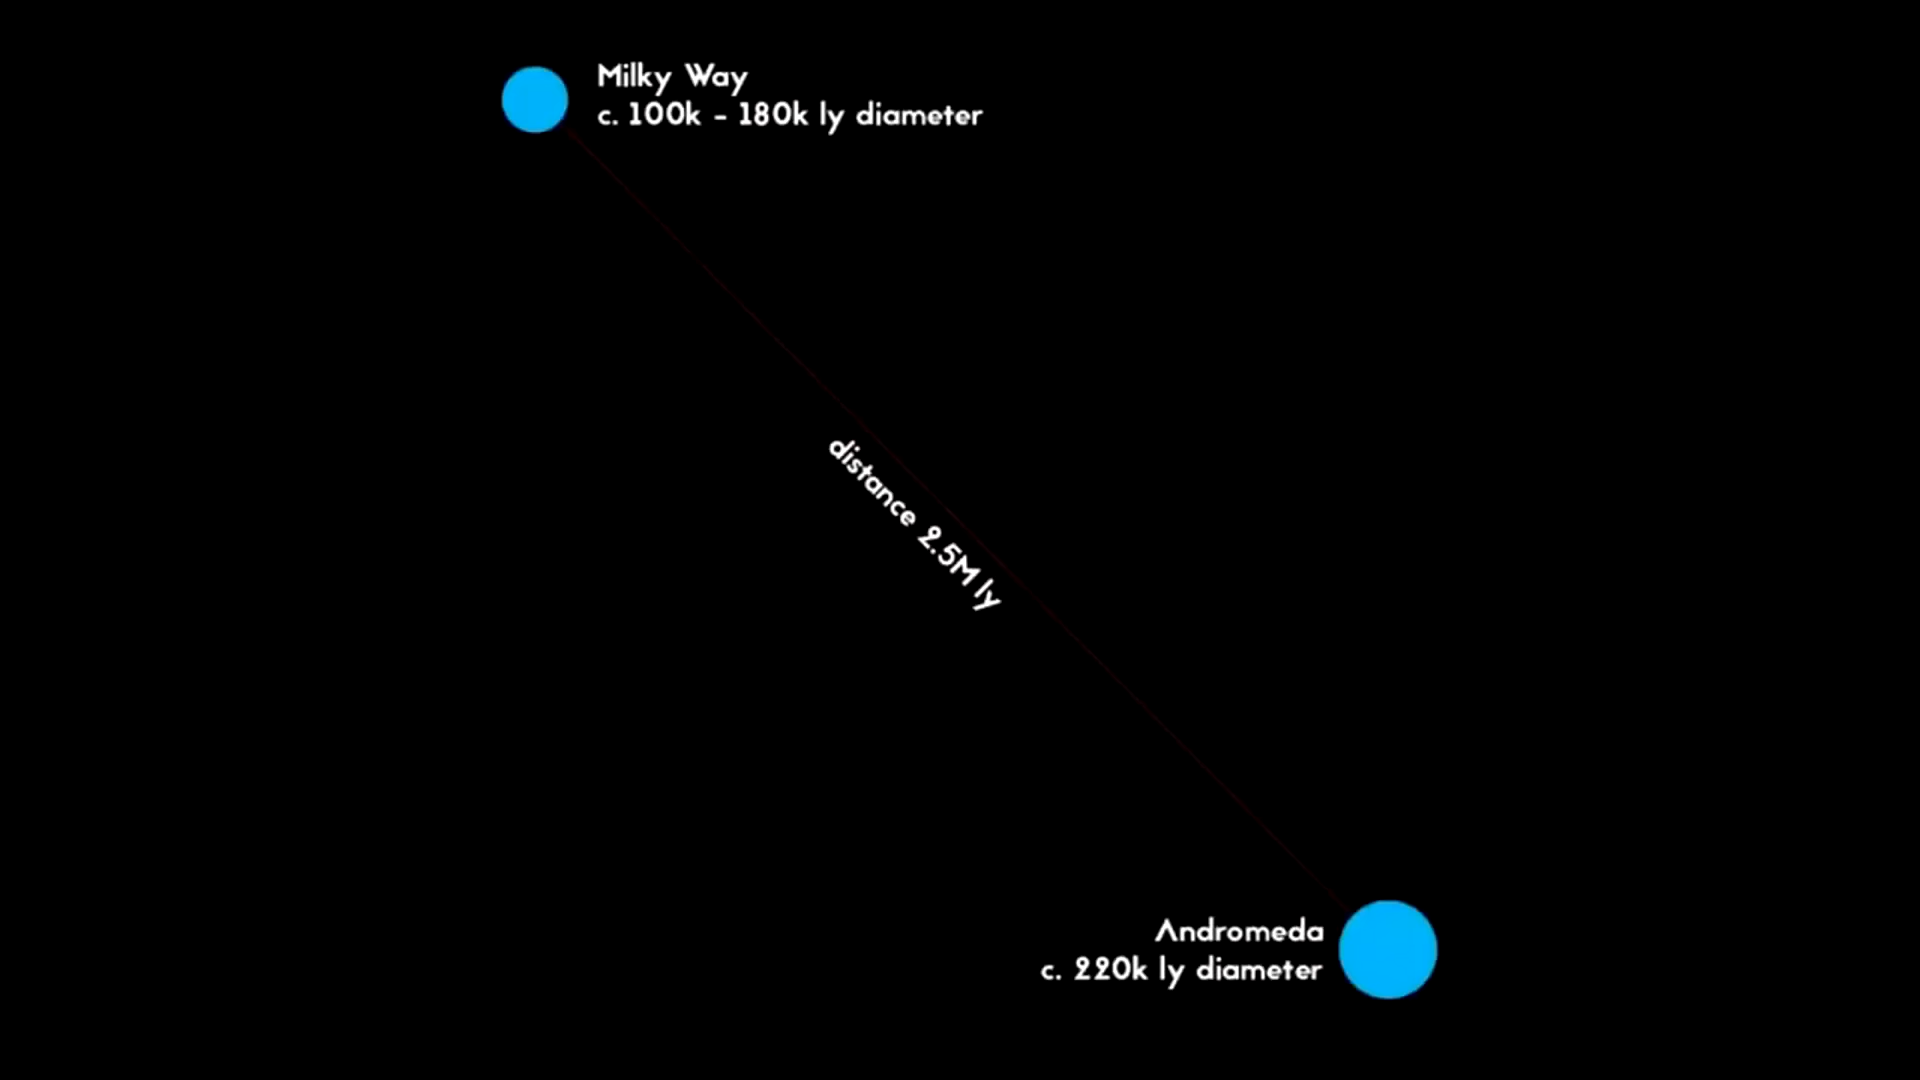 Milky Way
c. 100k - 180k ly diameter
distance 2.5M ly
Andromeda
c. 220k ly diameter